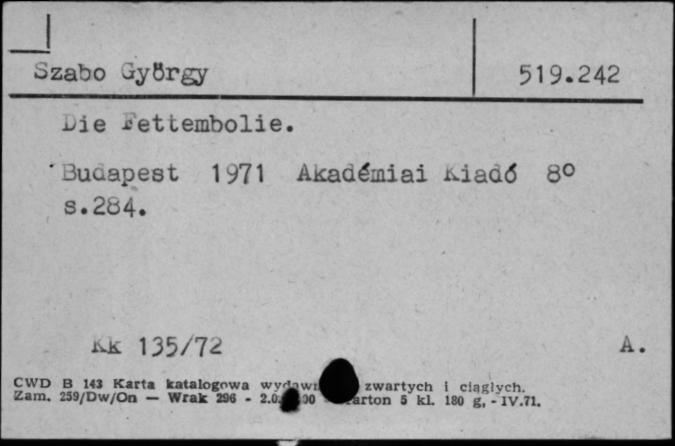 Szabo György 519.242
Die Fettembolie.
Budapest 1971 Akadémiai Kiadó 8°
s.284.
Kk 135/72 A.
CWD B 143 Karta katalogowa zwartych i ciągłych.
Zam. 259/Dw/On — Wrak 296 - 5 kl. 180 g, - IV.71.